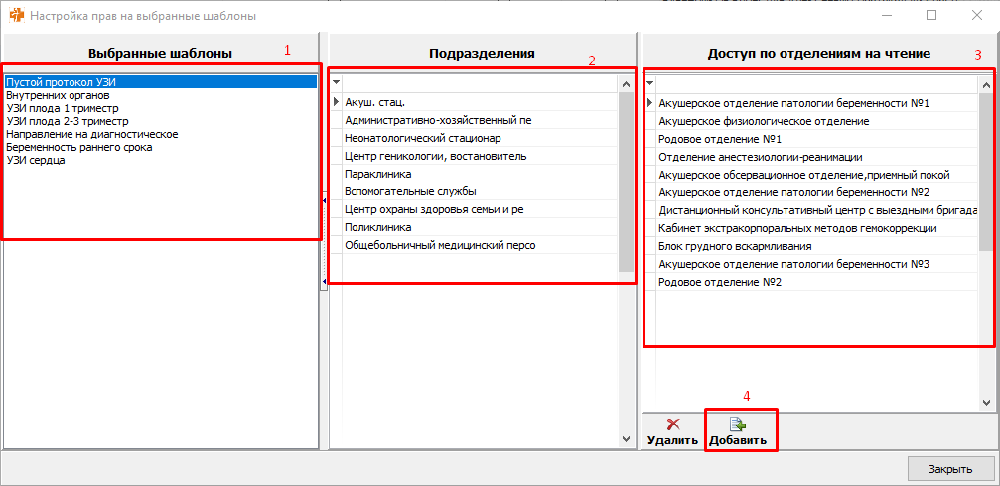 Настройка прав на выбранные шаблоны
Выбранные шаблоны 1
Пустой протокол УЗИ
Внутренних органов
УЗИ плода 1 триместр
УЗИ плода 2-3 триместр
Направление на диагностическое
Беременность раннего срока
УЗИ сердца
Подразделения
2
Акуш. стац.
Административно-хозяйственный пе
Неонатологический стационар
Центр геникологии, востановитель
Параклиника
Вспомогательные службы
Центр охраны здоровья семьи и ре
Поликлиника
Общебольничный медицинский персо
Доступ по отделениям на чтение 3
Акушерское отделение патологии беременности №1
Акушерское физиологическое отделение
Родовое отделение №1
Отделение анестезиологии-реанимации
Акушерское обсервационное отделение,приемный покой
Акушерское отделение патологии беременности №2
Дистанционный консультативный центр с выездными бригада
Кабинет экстракорпоральных методов гемокоррекции
Блок грудного вскармливания
Акушерское отделение патологии беременности №3
Родовое отделение №2
4
Удалить Добавить
Закрыть